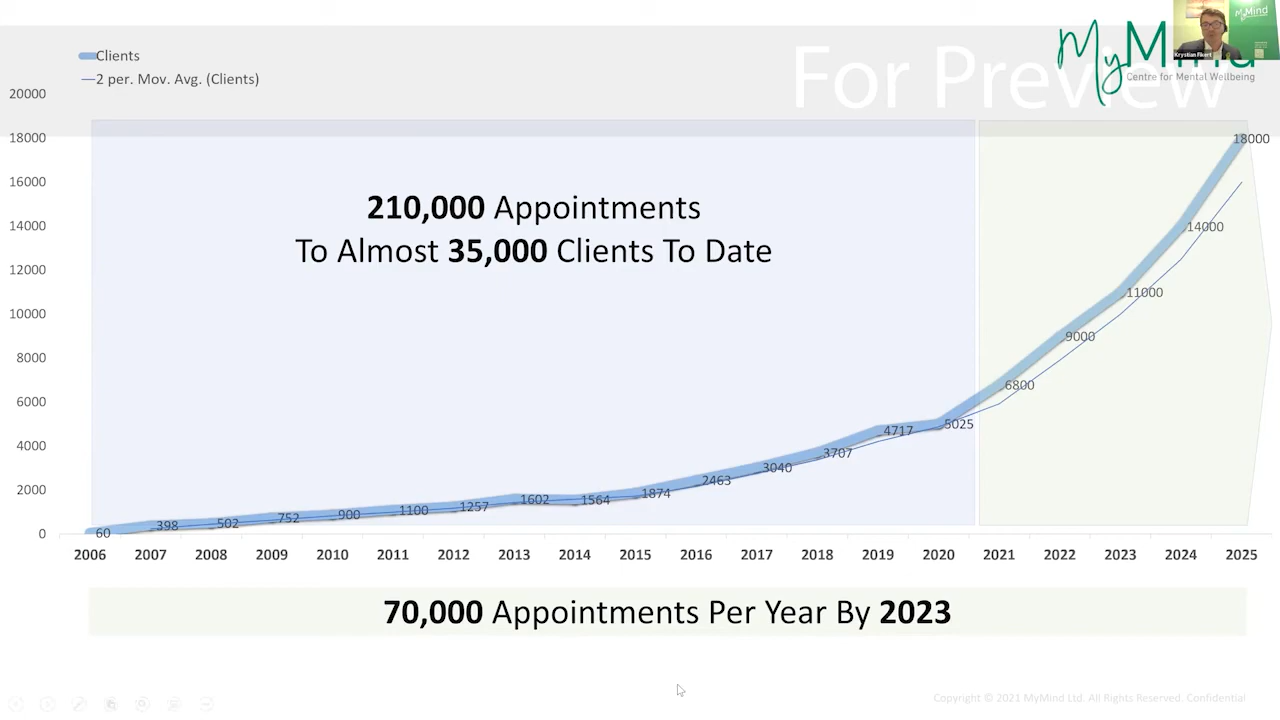 Clients
2 per. Mov. Avg. (Clients)
For Preview
MyMind
Centre for Mental Wellbeing
MyMind
Krystian Fikert
20000
18000
16000
14000
12000
10000
8000
6000
4000
2000
0
210,000 Appointments
To Almost 35,000 Clients To Date
60
398
502
752
900
1100
1257
1602
1564
1874
2463
3040
3707
4717
5025
6800
9000
11000
14000
18000
2006 2007 2008 2009 2010 2011 2012 2013 2014 2015 2016 2017 2018 2019 2020 2021 2022 2023 2024 2025
70,000 Appointments Per Year By 2023
Copyright © 2021 MyMind Ltd. All Rights Reserved. Confidential